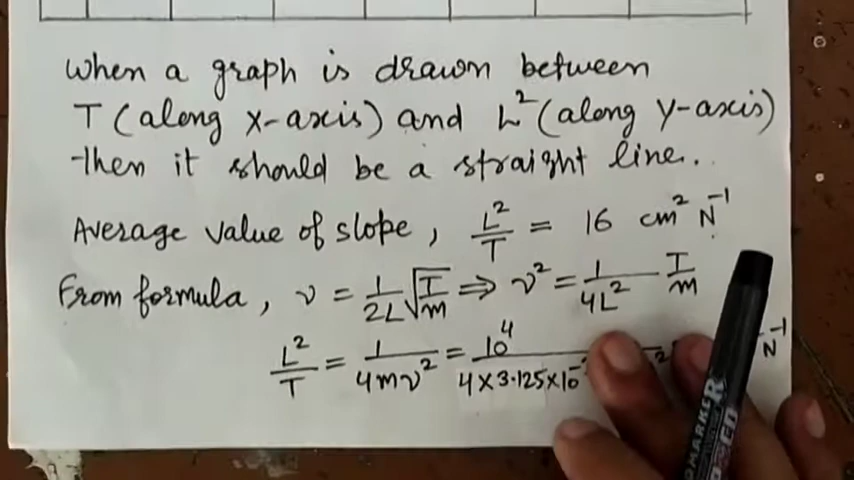 When a graph is drawn between
T (along X-axis) and L² (along Y-axis)
then it should be a straight line.
Average value of slope, L²/T = 16 cm² N⁻¹
From formula, ν = 1/2L √T/m ⇒ ν² = 1/4L² T/m
L²/T = 1/4mν² = 10⁴/4×3.125×10 N⁻¹
MARKER